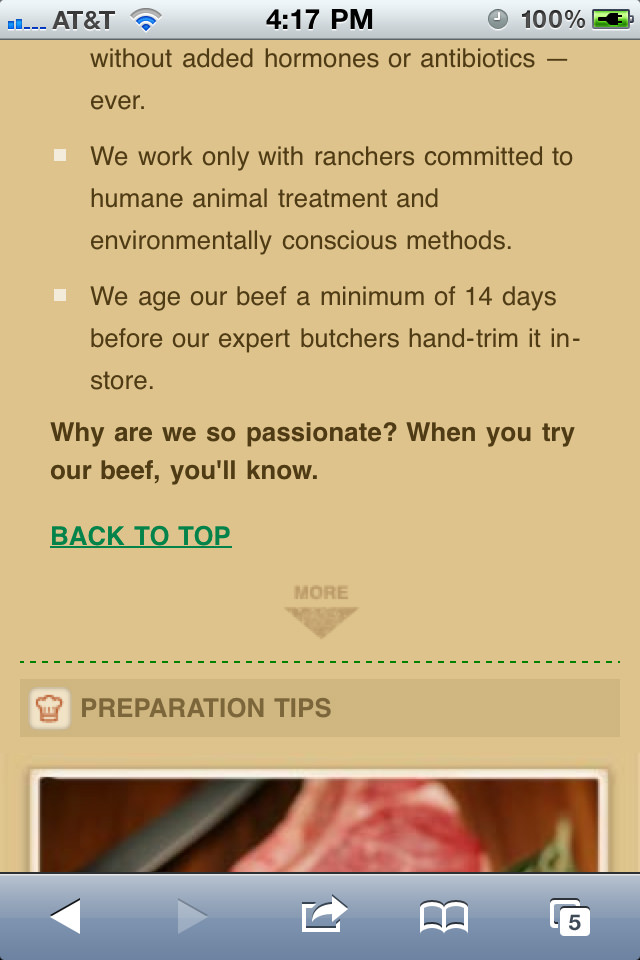 AT&T 4:17 PM 100%
without added hormones or antibiotics —
ever.
We work only with ranchers committed to
humane animal treatment and
environmentally conscious methods.
We age our beef a minimum of 14 days
before our expert butchers hand-trim it in-
store.
Why are we so passionate? When you try
our beef, you'll know.
BACK TO TOP
MORE
PREPARATION TIPS
5